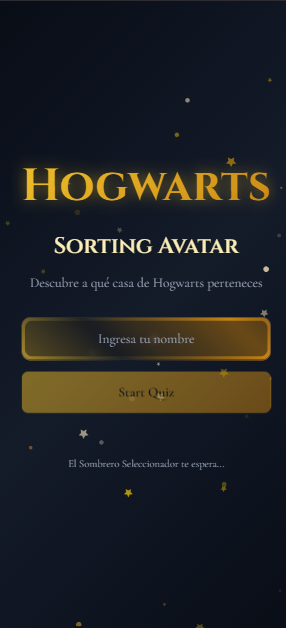 Hogwarts
Sorting Avatar
Descubre a qué casa de Hogwarts perteneces
Ingresa tu nombre
Start Quiz
El Sombrero Seleccionador te espera...